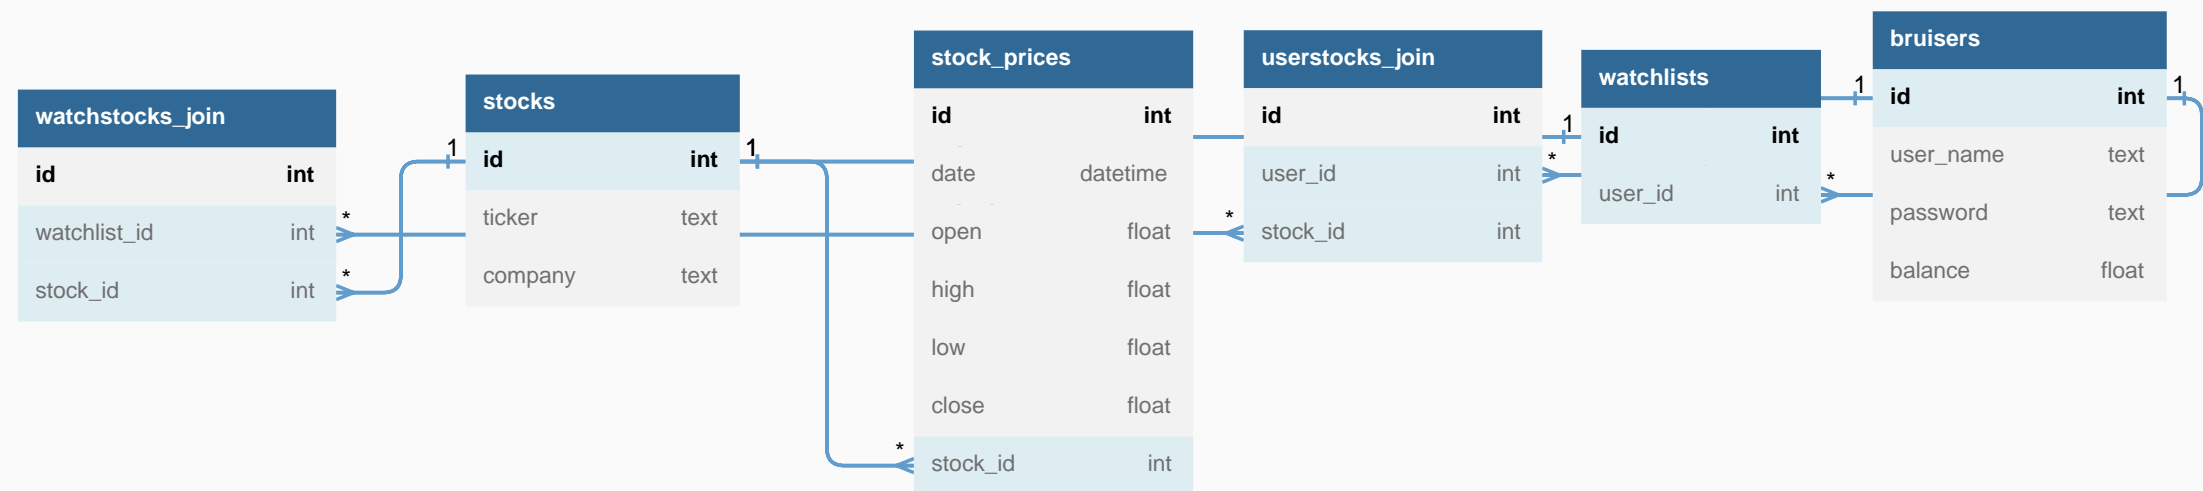 watchstocks_join
id int
watchlist_id int
stock_id int
*
*
1
stocks
id int
ticker text
company text
1
stock_prices
id int
date datetime
open float
high float
low float
close float
stock_id int
*
*
userstocks_join
id int
user_id int
stock_id int
1
*
watchlists
id int
user_id int
1
*
bruisers
id int
user_name text
password text
balance float
1